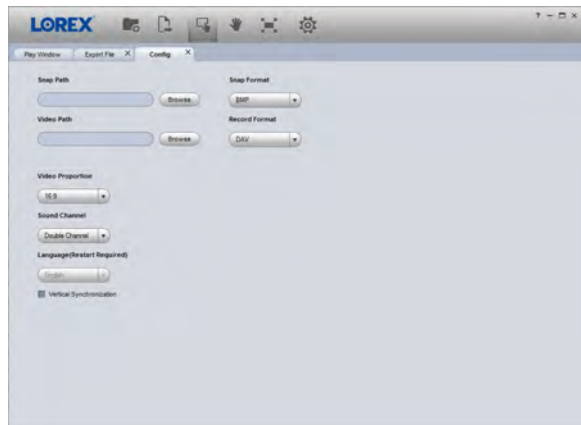 LOREX
Play Window Export File X Config X
Snap Path Snap Format
Browse BMP
Video Path Record Format
Browse DAV
Video Proportion
16:9
Sound Channel
Double Channel
Language(Restart Required)
English
Vertical Synchronization